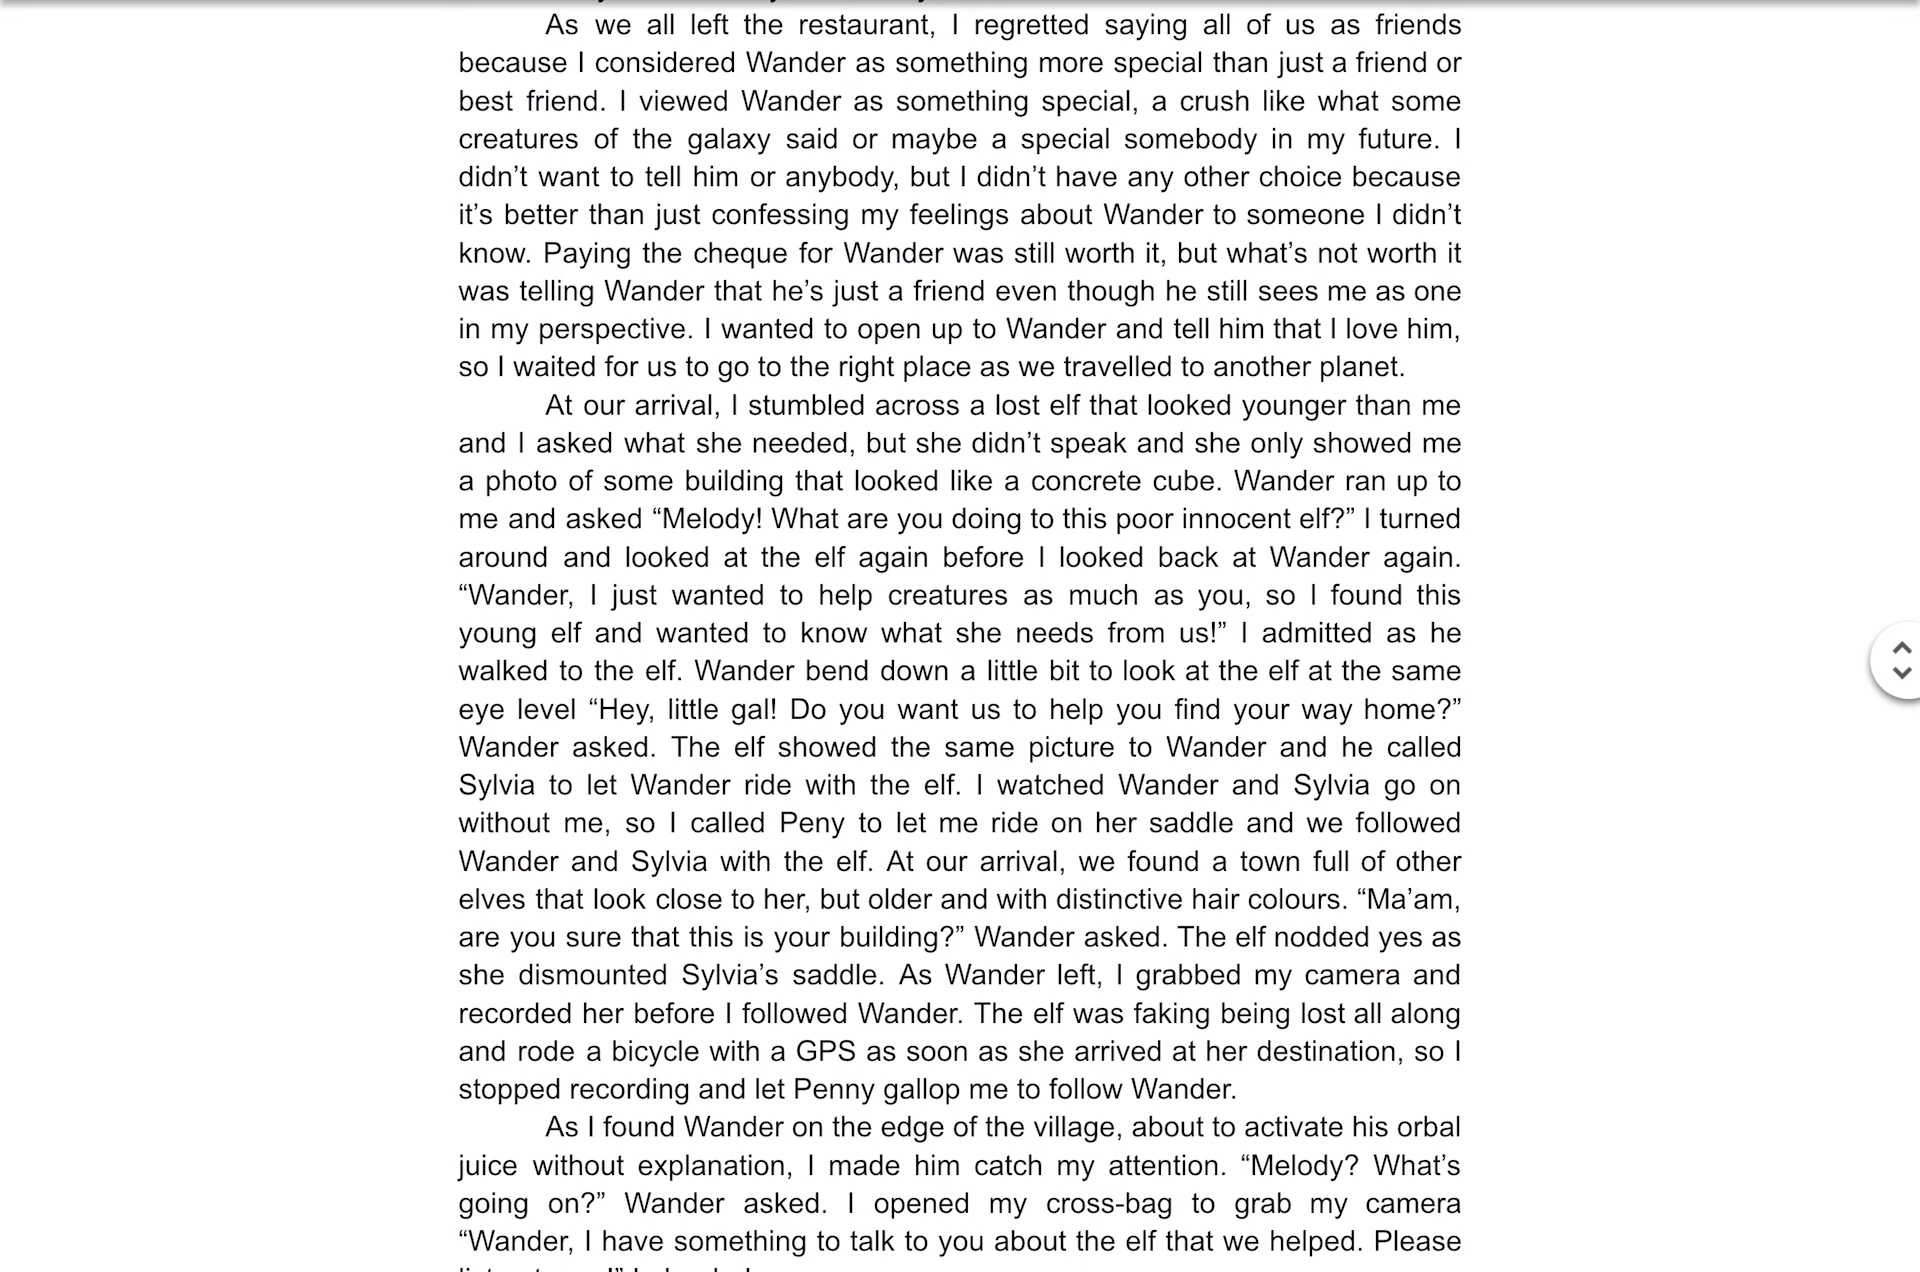 As we all left the restaurant, I regretted saying all of us as friends
because I considered Wander as something more special than just a friend or
best friend. I viewed Wander as something special, a crush like what some
creatures of the galaxy said or maybe a special somebody in my future. I
didn’t want to tell him or anybody, but I didn’t have any other choice because
it’s better than just confessing my feelings about Wander to someone I didn’t
know. Paying the cheque for Wander was still worth it, but what’s not worth it
was telling Wander that he’s just a friend even though he still sees me as one
in my perspective. I wanted to open up to Wander and tell him that I love him,
so I waited for us to go to the right place as we travelled to another planet.
At our arrival, I stumbled across a lost elf that looked younger than me
and I asked what she needed, but she didn’t speak and she only showed me
a photo of some building that looked like a concrete cube. Wander ran up to
me and asked “Melody! What are you doing to this poor innocent elf?” I turned
around and looked at the elf again before I looked back at Wander again.
“Wander, I just wanted to help creatures as much as you, so I found this
young elf and wanted to know what she needs from us!” I admitted as he
walked to the elf. Wander bend down a little bit to look at the elf at the same
eye level “Hey, little gal! Do you want us to help you find your way home?”
Wander asked. The elf showed the same picture to Wander and he called
Sylvia to let Wander ride with the elf. I watched Wander and Sylvia go on
without me, so I called Peny to let me ride on her saddle and we followed
Wander and Sylvia with the elf. At our arrival, we found a town full of other
elves that look close to her, but older and with distinctive hair colours. “Ma’am,
are you sure that this is your building?” Wander asked. The elf nodded yes as
she dismounted Sylvia’s saddle. As Wander left, I grabbed my camera and
recorded her before I followed Wander. The elf was faking being lost all along
and rode a bicycle with a GPS as soon as she arrived at her destination, so I
stopped recording and let Penny gallop me to follow Wander.
As I found Wander on the edge of the village, about to activate his orbal
juice without explanation, I made him catch my attention. “Melody? What’s
going on?” Wander asked. I opened my cross-bag to grab my camera
“Wander, I have something to talk to you about the elf that we helped. Please